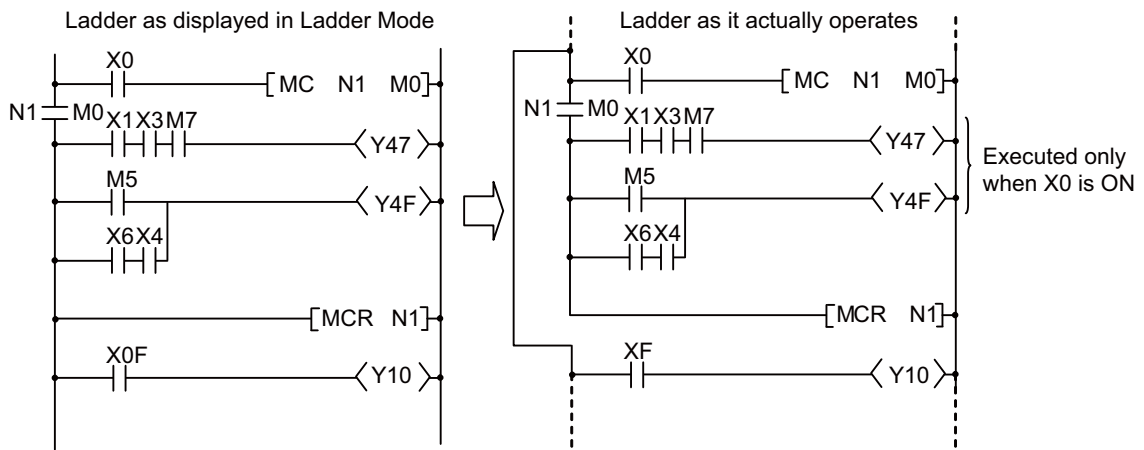 Ladder as displayed in Ladder Mode
X0
MC N1 M0
N1 M0
X1 X3 M7
Y47
M5
Y4F
X6 X4
MCR N1
X0F
Y10
Ladder as it actually operates
X0
MC N1 M0
N1 M0
X1 X3 M7
Y47
M5
Y4F
Executed only
when X0 is ON
X6 X4
MCR N1
XF
Y10